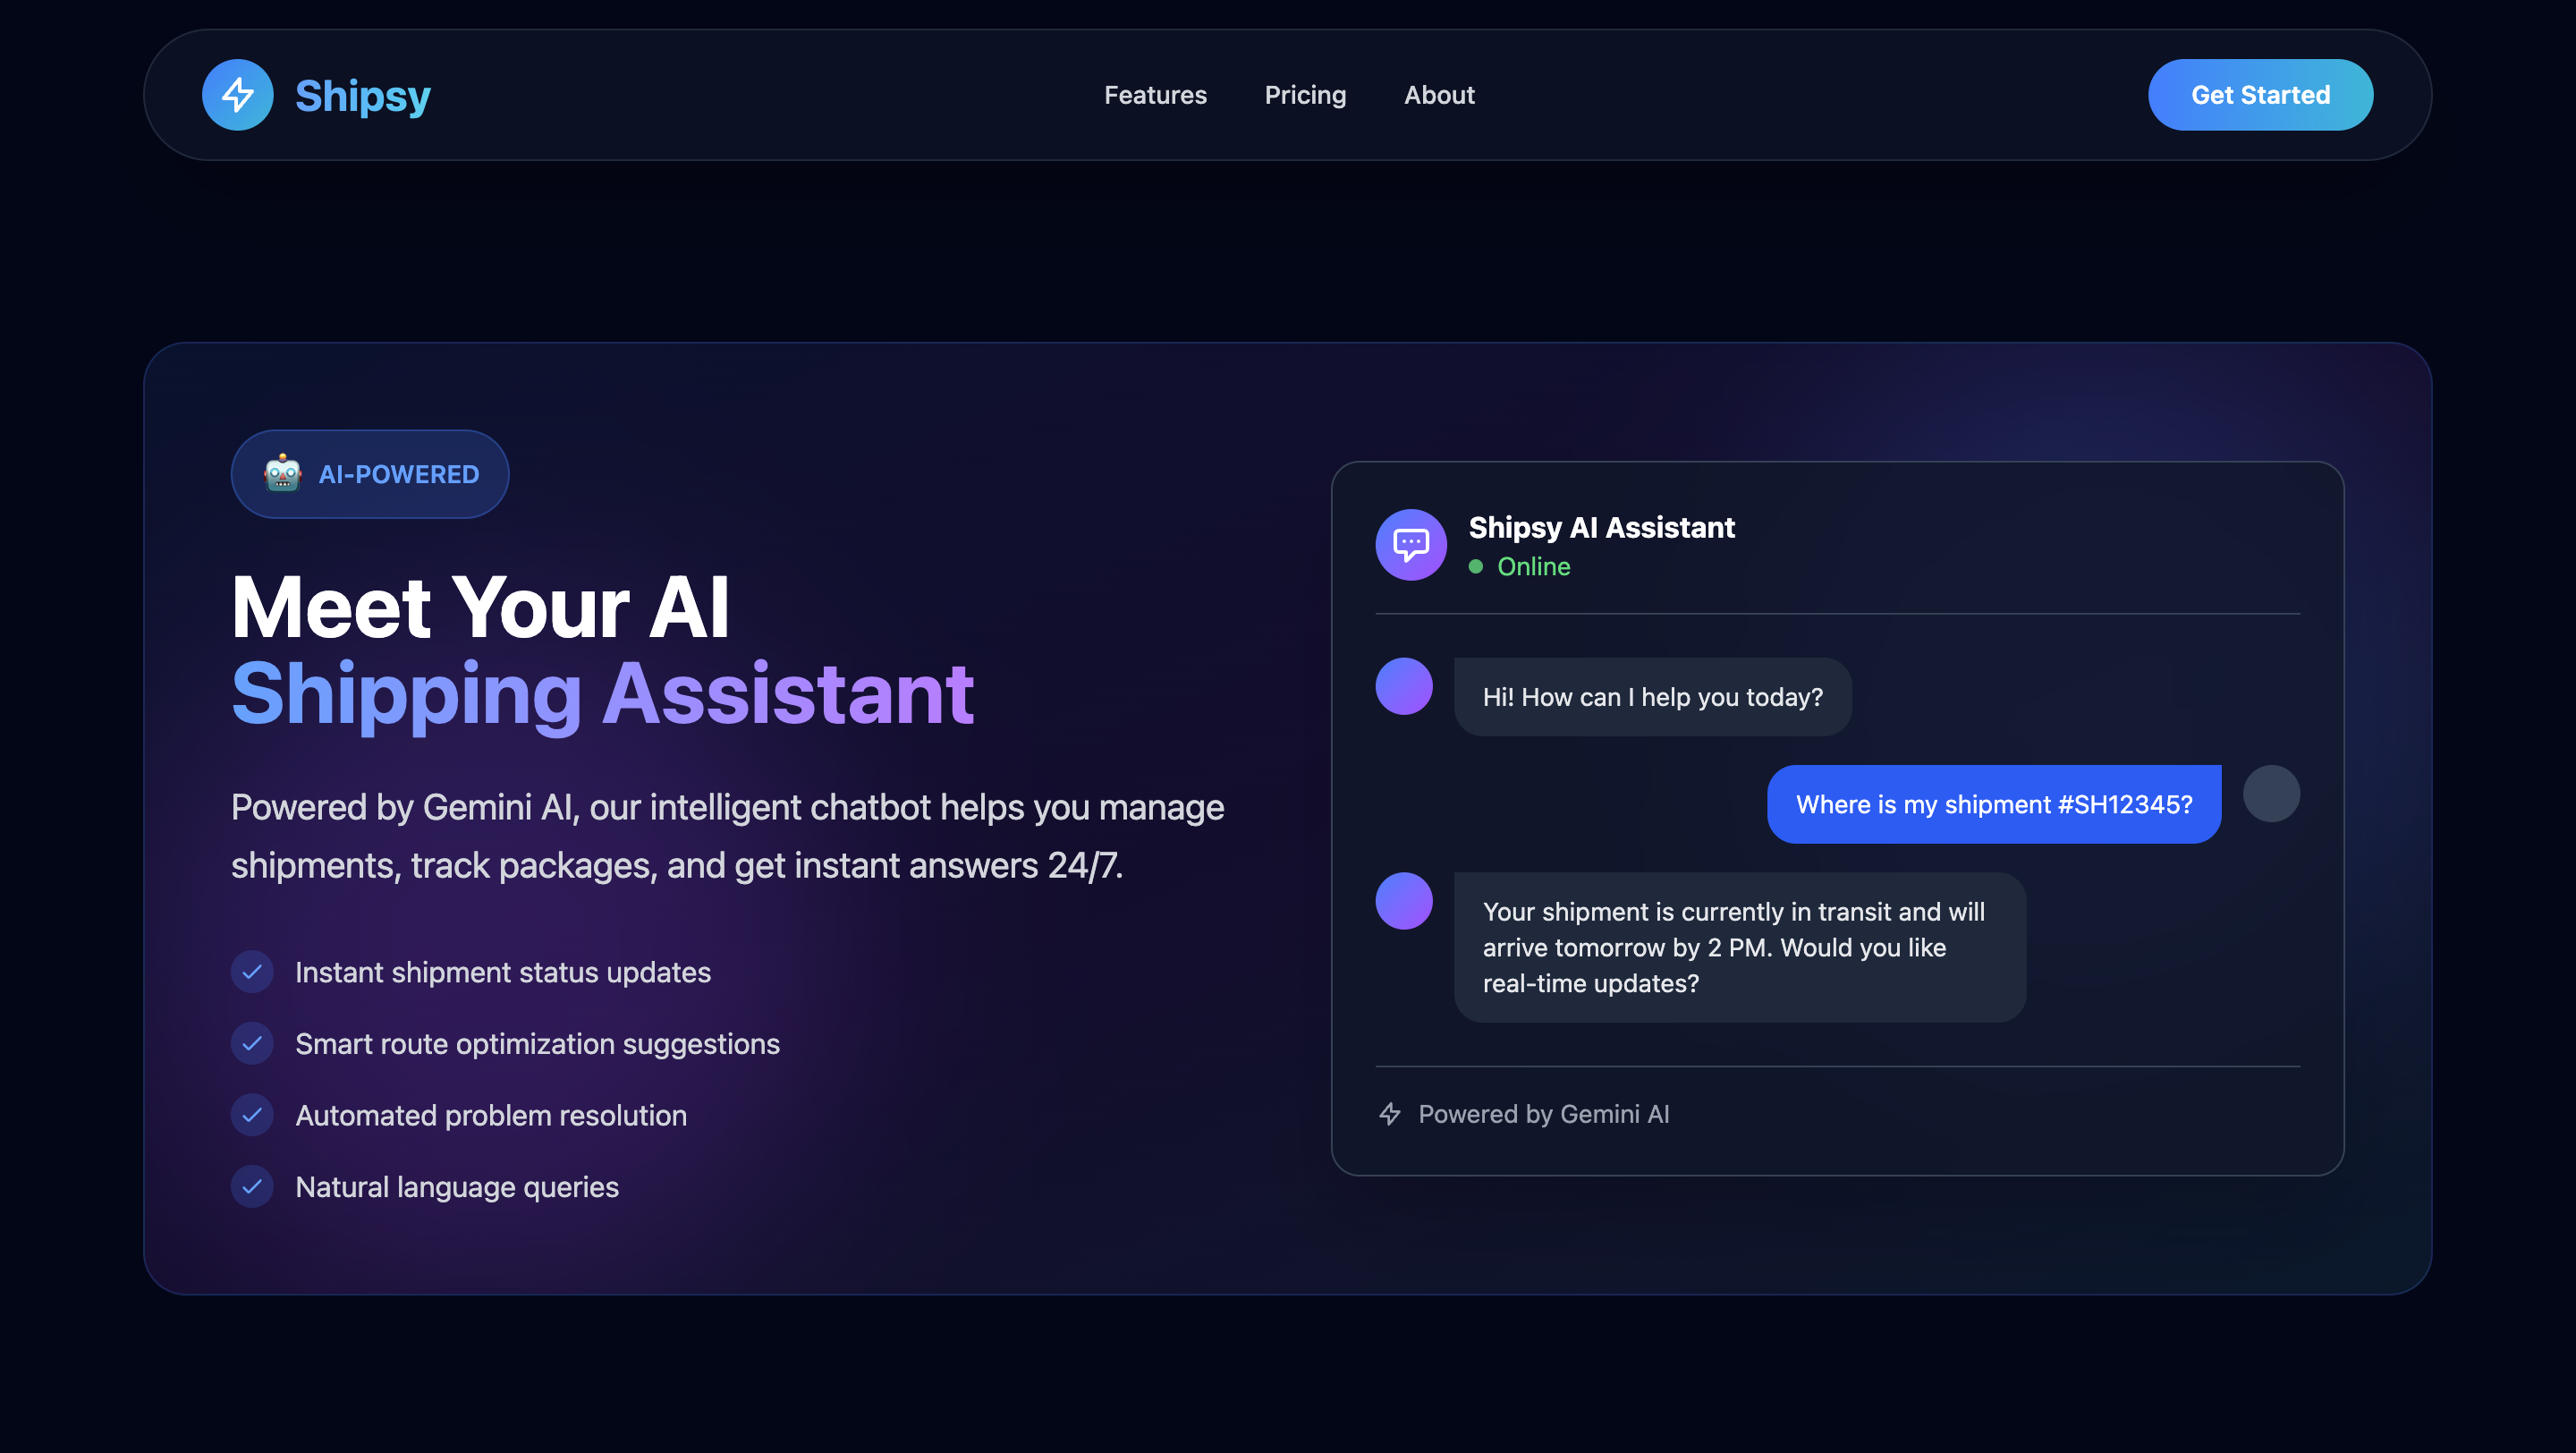 Shipsy
Features
Pricing
About
Get Started
AI-POWERED
Meet Your AI
Shipping Assistant
Powered by Gemini AI, our intelligent chatbot helps you manage
shipments, track packages, and get instant answers 24/7.
Instant shipment status updates
Smart route optimization suggestions
Automated problem resolution
Natural language queries
Shipsy AI Assistant
Online
Hi! How can I help you today?
Where is my shipment #SH12345?
Your shipment is currently in transit and will
arrive tomorrow by 2 PM. Would you like
real-time updates?
Powered by Gemini AI